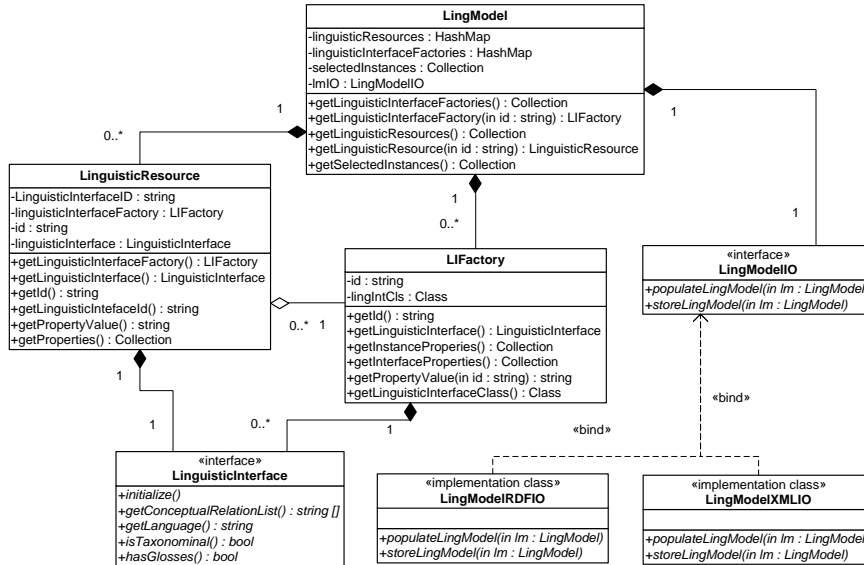 LingModel
-linguisticResources : HashMap
-linguisticInterfaceFactories : HashMap
-selectedInstances : Collection
-lmIO : LingModelIO
+getLinguisticInterfaceFactories() : Collection
+getLinguisticInterfaceFactory(in id : string) : LIFactory
+getLinguisticResources() : Collection
+getLinguisticResource(in id : string) : LinguisticResource
+getSelectedInstances() : Collection
1
0..*
1
1
0..*
1
LinguisticResource
-LinguisticInterfaceID : string
-linguisticInterfaceFactory : LIFactory
-id : string
-linguisticInterface : LinguisticInterface
+getLinguisticInterfaceFactory() : LIFactory
+getLinguisticInterface() : LinguisticInterface
+getId() : string
+getLinguisticIntefaceId() : string
+getPropertyValue() : string
+getProperties() : Collection
LIFactory
-id : string
-lingIntCls : Class
+getId() : string
+getLinguisticInterface() : LinguisticInterface
+getInstanceProperies() : Collection
+getInterfaceProperties() : Collection
+getPropertyValue(in id : string) : string
+getLinguisticInterfaceClass() : Class
«interface»
LingModelIO
+populateLingModel(in lm : LingModel)
+storeLingModel(in lm : LingModel)
0..*
1
1
1
0..*
1
«bind»
«bind»
«interface»
LinguisticInterface
+initialize()
+getConceptualRelationList() : string []
+getLanguage() : string
+isTaxonominal() : bool
+hasGlosses() : bool
«implementation class»
LingModelRDFIO
+populateLingModel(in lm : LingModel)
+storeLingModel(in lm : LingModel)
«implementation class»
LingModelXMLIO
+populateLingModel(in lm : LingModel)
+storeLingModel(in lm : LingModel)